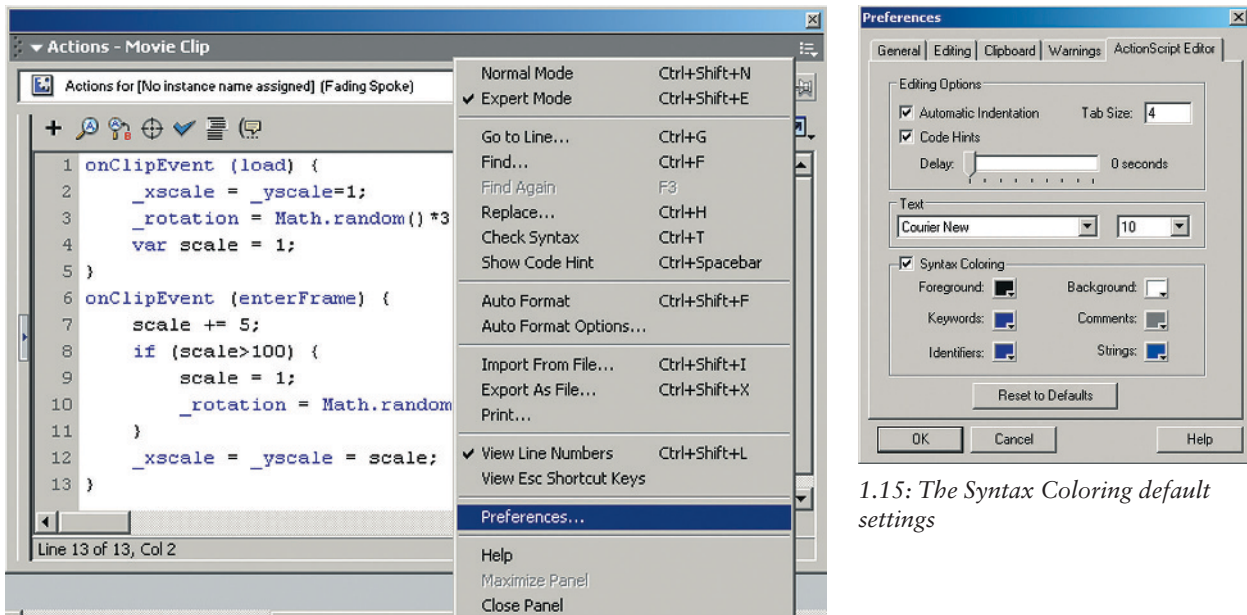 Actions - Movie Clip
Actions for [No instance name assigned] (Fading Spoke)
1 onClipEvent (load) {
2 _xscale = _yscale=1;
3 _rotation = Math.random()*3
4 var scale = 1;
5 }
6 onClipEvent (enterFrame) {
7 scale += 5;
8 if (scale>100) {
9 scale = 1;
10 _rotation = Math.random
11 }
12 _xscale = _yscale = scale;
13 }
Line 13 of 13, Col 2
Normal Mode Ctrl+Shift+N
Expert Mode Ctrl+Shift+E
Go to Line... Ctrl+G
Find... Ctrl+F
Find Again F3
Replace... Ctrl+H
Check Syntax Ctrl+T
Show Code Hint Ctrl+Spacebar
Auto Format Ctrl+Shift+F
Auto Format Options...
Import From File... Ctrl+Shift+I
Export As File... Ctrl+Shift+X
Print...
View Line Numbers Ctrl+Shift+L
View Esc Shortcut Keys
Preferences...
Help
Maximize Panel
Close Panel
Preferences
General Editing Clipboard Warnings ActionScript Editor
Editing Options
Automatic Indentation Tab Size: 4
Code Hints
Delay: 0 seconds
Text
Courier New 10
Syntax Coloring
Foreground: Background:
Keywords: Comments:
Identifiers: Strings:
Reset to Defaults
OK Cancel Help
1.15: The Syntax Coloring default
settings